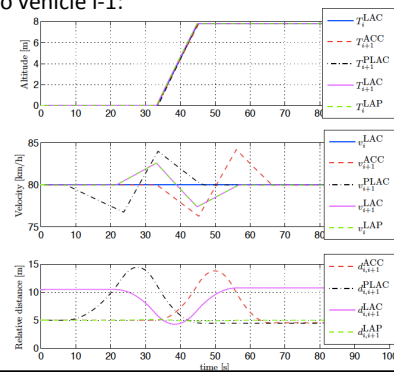 o vehicle i-1:
Altitude [m]
8
6
4
2
0
0 10 20 30 40 50 60 70 80
T_i^LAC
T_{i+1}^ACC
T_{i+1}^PLAC
T_{i+1}^LAC
T_i^LAP
Velocity [km/h]
85
80
75
0 10 20 30 40 50 60 70 80
v_i^LAC
v_{i+1}^ACC
v_{i+1}^PLAC
v_{i+1}^LAC
v_i^LAP
Relative distance [m]
15
10
5
0
0 10 20 30 40 50 60 70 80 90 100
time [s]
d_{i,i+1}^ACC
d_{i,i+1}^PLAC
d_{i,i+1}^LAC
d_{i,i+1}^LAP